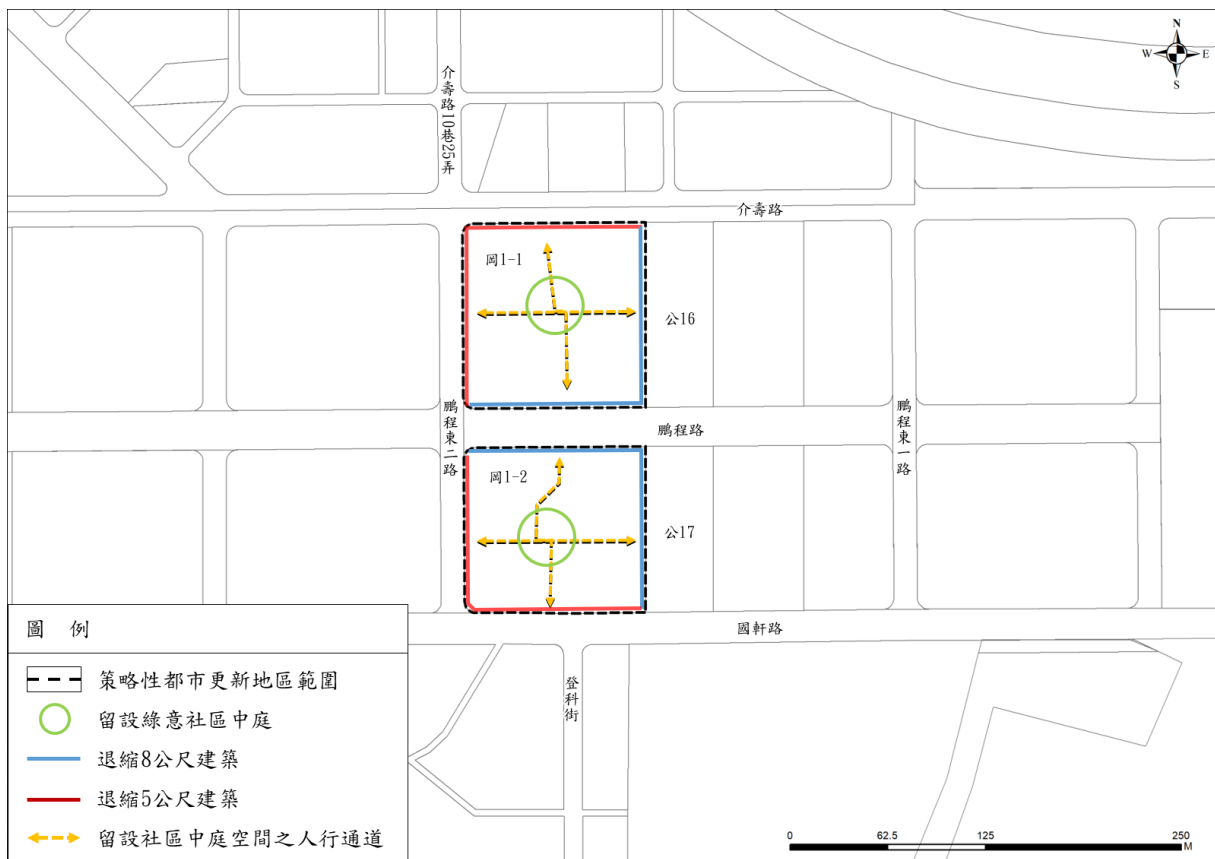 N
W
E
S
介壽路10巷25弄
介壽路
岡1-1
公16
鵬程東二路
鵬程路
鵬程東一路
岡1-2
公17
國軒路
登科街
圖 例
策略性都市更新地區範圍
留設綠意社區中庭
退縮8公尺建築
退縮5公尺建築
留設社區中庭空間之人行通道
0 62.5 125 250
M